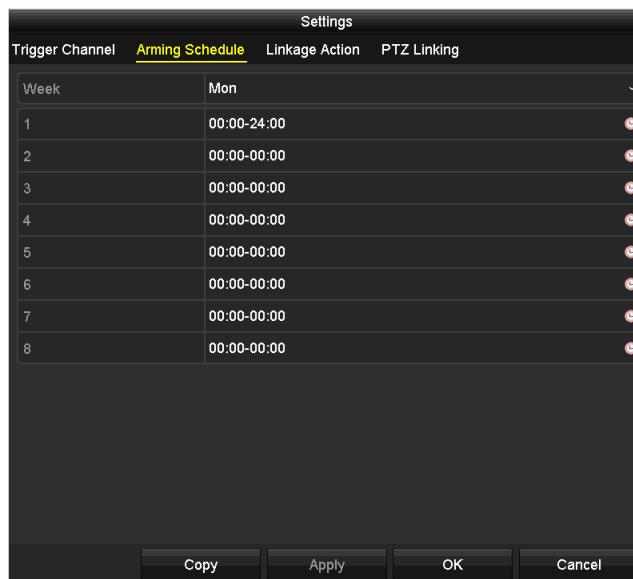 Settings
Trigger Channel Arming Schedule Linkage Action PTZ Linking
Week Mon
1 00:00-24:00
2 00:00-00:00
3 00:00-00:00
4 00:00-00:00
5 00:00-00:00
6 00:00-00:00
7 00:00-00:00
8 00:00-00:00
Copy Apply OK Cancel